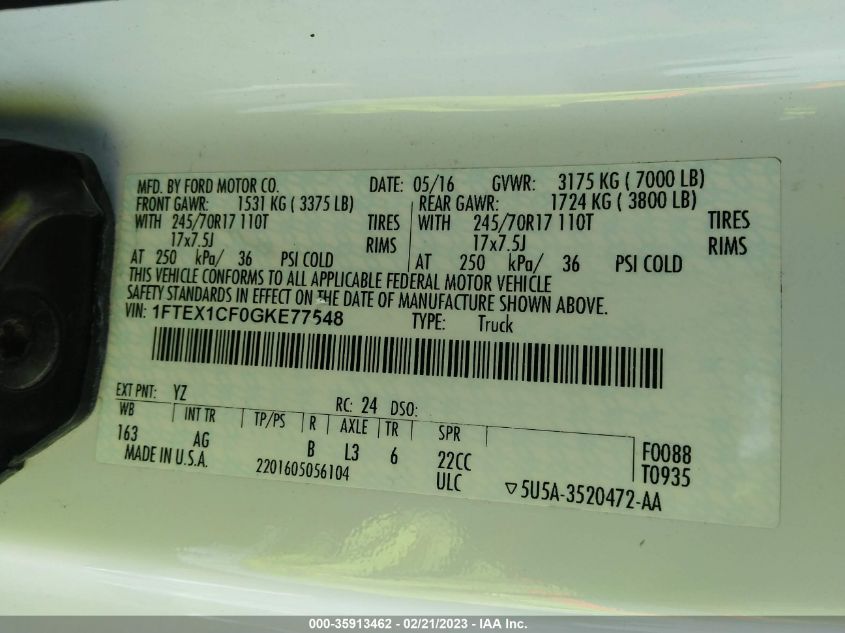 MFD. BY FORD MOTOR CO. DATE: 05/16 GVWR: 3175 KG ( 7000 LB)
FRONT GAWR: 1531 KG ( 3375 LB) REAR GAWR: 1724 KG ( 3800 LB)
WITH 245/70R17 110T TIRES WITH 245/70R17 110T TIRES
17x7.5J RIMS 17x7.5J RIMS
AT 250 kPa/ 36 PSI COLD AT 250 kPa/ 36 PSI COLD
THIS VEHICLE CONFORMS TO ALL APPLICABLE FEDERAL MOTOR VEHICLE
SAFETY STANDARDS IN EFFECT ON THE DATE OF MANUFACTURE SHOWN ABOVE.
VIN: 1FTEX1CF0GKE77548 TYPE: Truck
EXT PNT: YZ RC: 24 DSO:
WB INT TR TP/PS R AXLE TR SPR
163 AG B L3 6 22CC F0088
MADE IN U.S.A. 2201605056104 ULC T0935
▽5U5A-3520472-AA
000-35913462 - 02/21/2023 - IAA Inc.